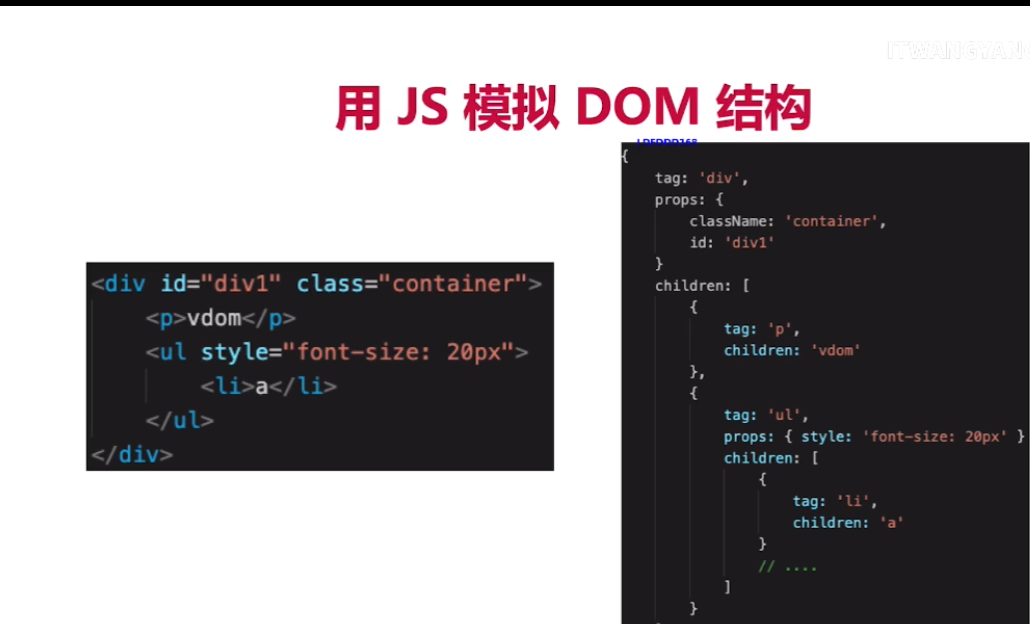 用 JS 模拟 DOM 结构
<div id="div1" class="container">
    <p>vdom</p>
    <ul style="font-size: 20px">
        <li>a</li>
    </ul>
</div>
{
    tag: 'div',
    props: {
        className: 'container',
        id: 'div1'
    }
    children: [
        {
            tag: 'p',
            children: 'vdom'
        },
        {
            tag: 'ul',
            props: { style: 'font-size: 20px' }
            children: [
                {
                    tag: 'li',
                    children: 'a'
                }
                // ....
            ]
        }